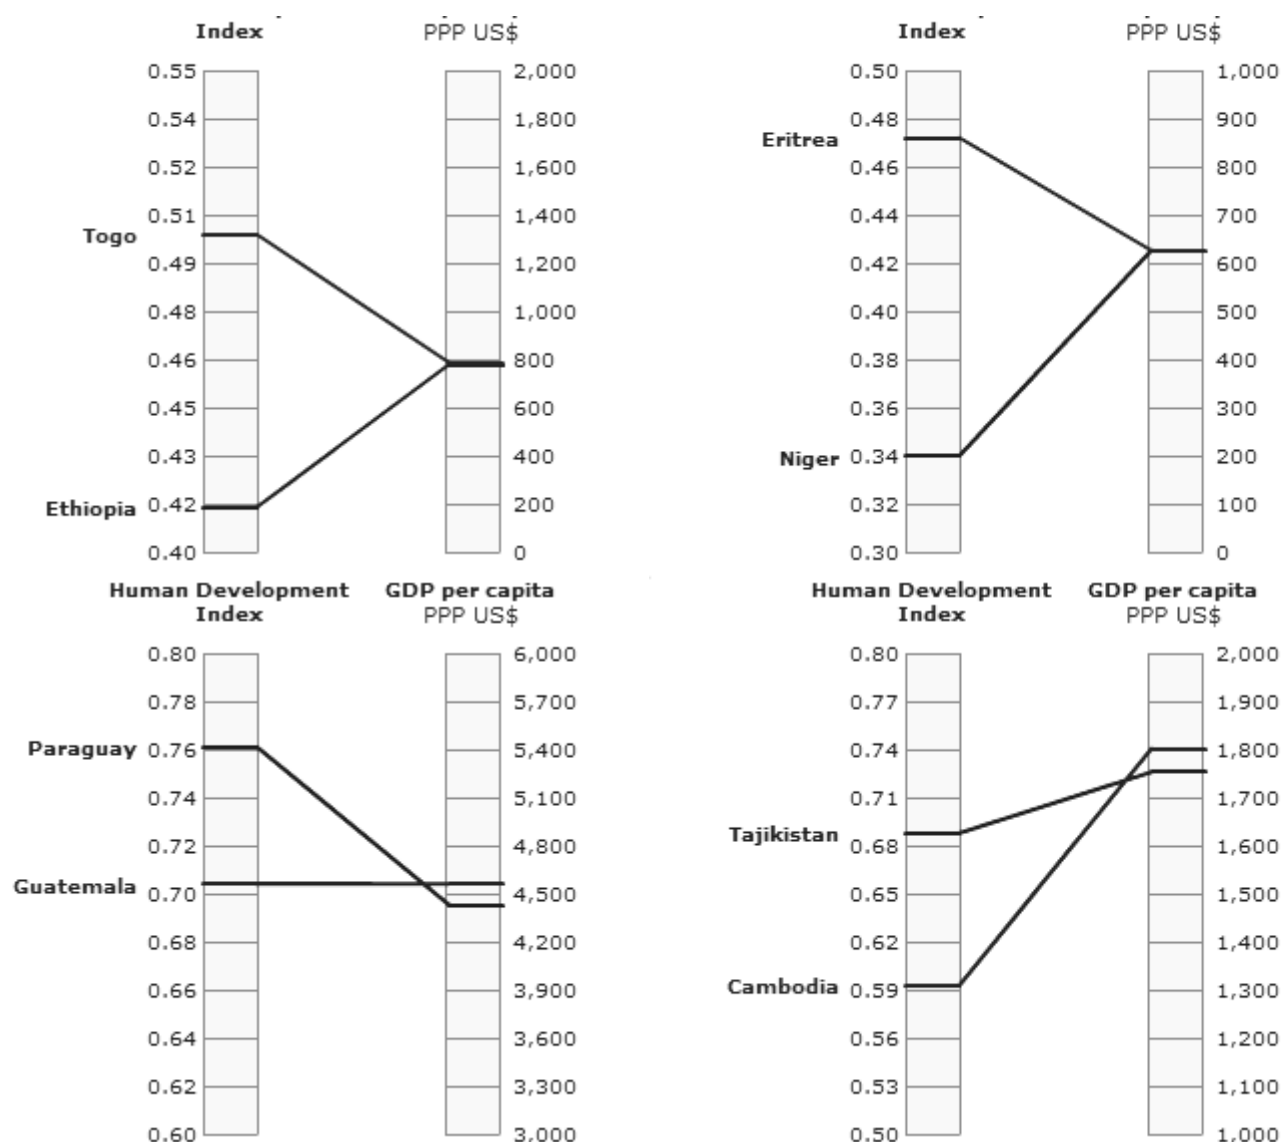 Index PPP US$
0.55 2,000
0.54 1,800
0.52 1,600
0.51 1,400
Togo
0.49 1,200
0.48 1,000
0.46 800
0.45 600
0.43 400
Ethiopia 0.42 200
0.40 0
Index PPP US$
0.50 1,000
0.48 900
Eritrea
0.46 800
0.44 700
0.42 600
0.40 500
0.38 400
0.36 300
Niger 0.34 200
0.32 100
0.30 0
Human Development GDP per capita
Index PPP US$
0.80 6,000
0.78 5,700
Paraguay 0.76 5,400
0.74 5,100
0.72 4,800
Guatemala 0.70 4,500
0.68 4,200
0.66 3,900
0.64 3,600
0.62 3,300
0.60 3,000
Human Development GDP per capita
Index PPP US$
0.80 2,000
0.77 1,900
0.74 1,800
0.71 1,700
Tajikistan
0.68 1,600
0.65 1,500
0.62 1,400
Cambodia 0.59 1,300
0.56 1,200
0.53 1,100
0.50 1,000